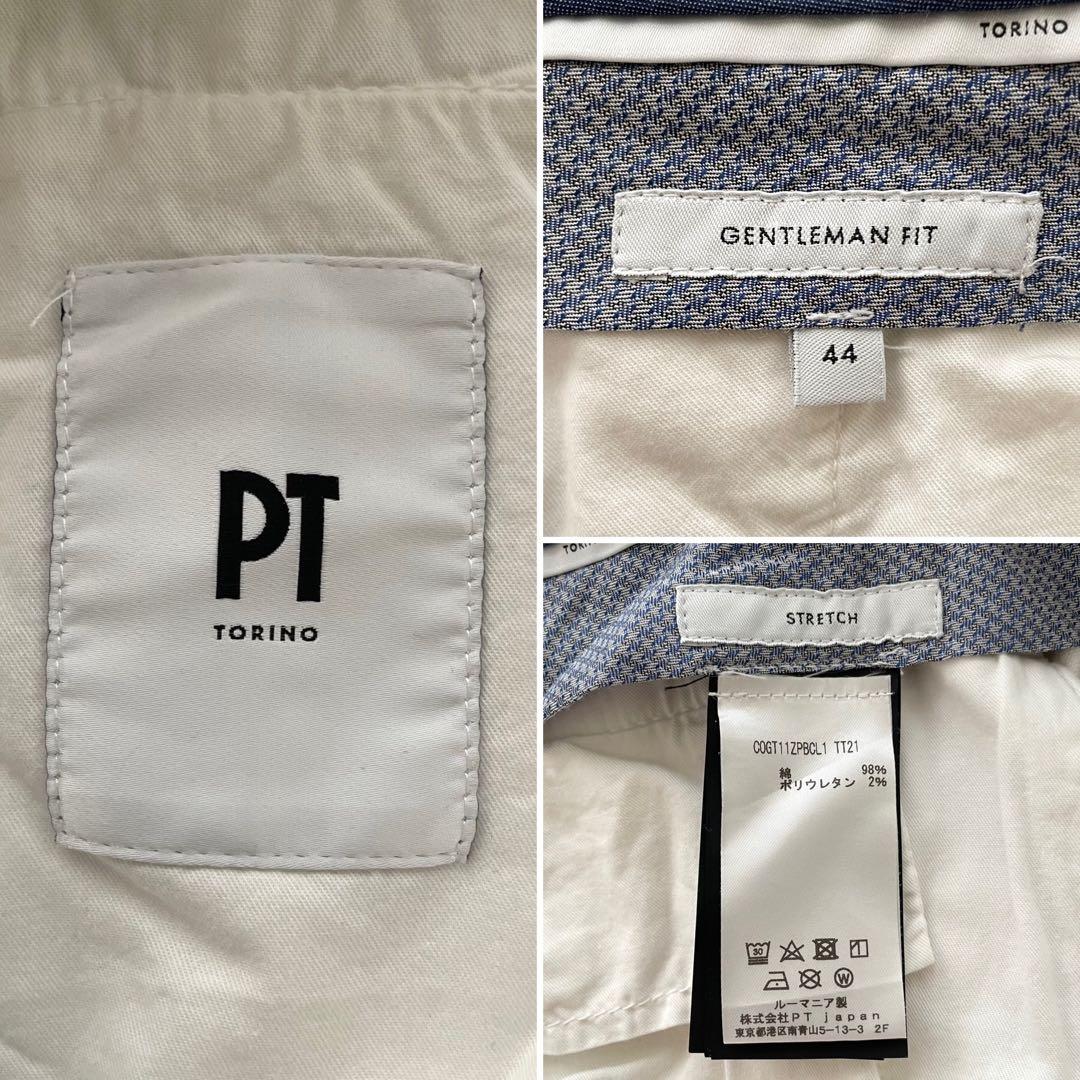 PT
TORINO
TORINO
GENTLEMAN FIT
44
STRETCH
COGT11ZPBCL1 TT21
綿 98%
ポリウレタン 2%
30
W
ルーマニア製
株式会社PT japan
東京都港区南青山5-13-3 2F